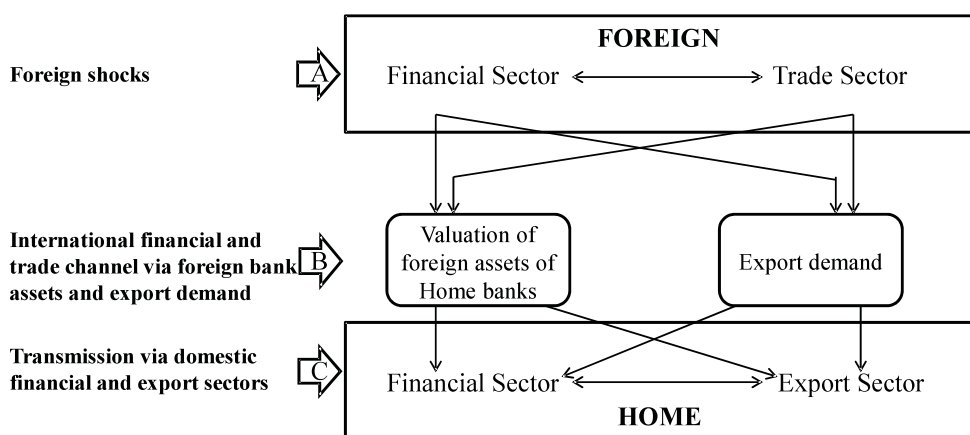 FOREIGN
Foreign shocks
A
Financial Sector
Trade Sector
International financial and
trade channel via foreign bank
assets and export demand
B
Valuation of
foreign assets of
Home banks
Export demand
Transmission via domestic
financial and export sectors
C
Financial Sector
Export Sector
HOME